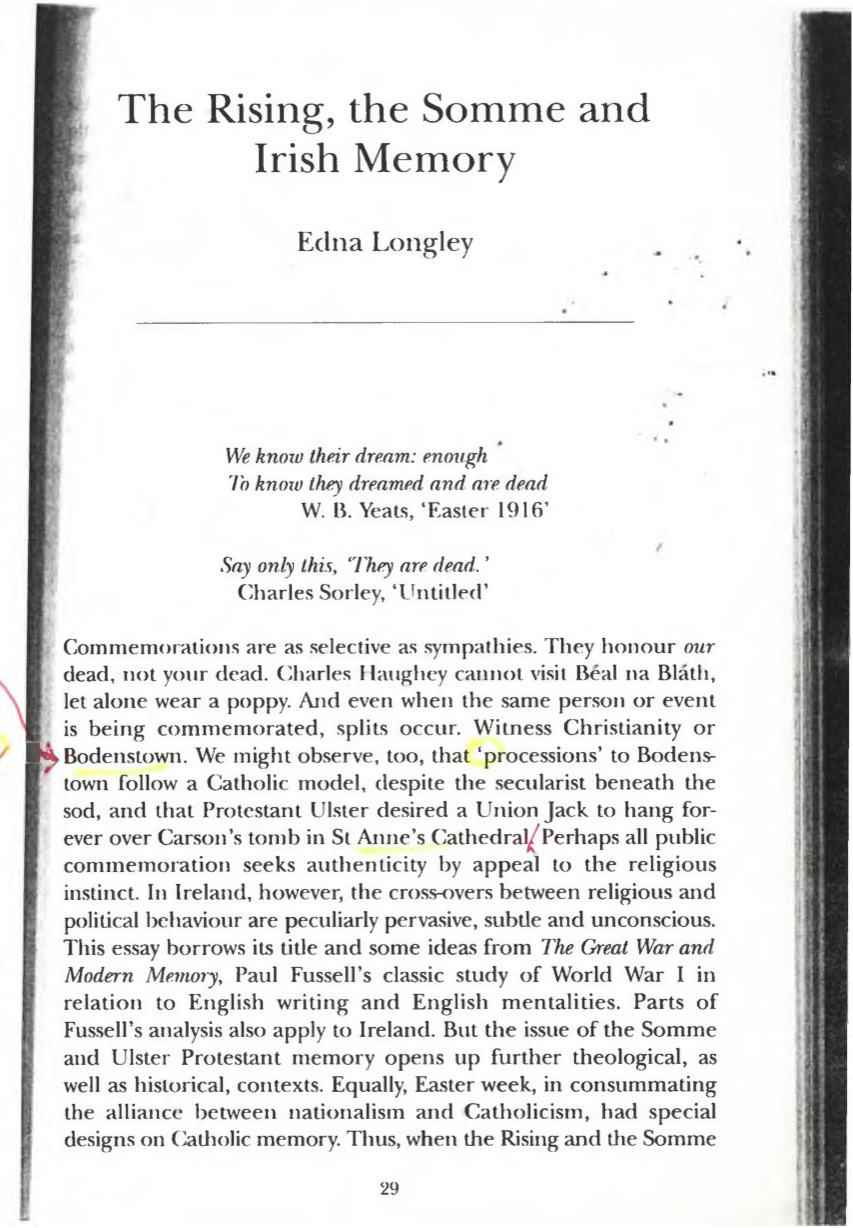 The Rising, the Somme and
Irish Memory
Edna Longley
We know their dream: enough
To know they dreamed and are dead
W. B. Yeats, ‘Easter 1916’
Say only this, ‘They are dead.’
Charles Sorley, ‘Untitled’
Commemorations are as selective as sympathies. They honour our
dead, not your dead. Charles Haughey cannot visit Béal na Bláth,
let alone wear a poppy. And even when the same person or event
is being commemorated, splits occur. Witness Christianity or
Bodenstown. We might observe, too, that ‘processions’ to Bodens-
town follow a Catholic model, despite the secularist beneath the
sod, and that Protestant Ulster desired a Union Jack to hang for-
ever over Carson’s tomb in St Anne’s Cathedral. Perhaps all public
commemoration seeks authenticity by appeal to the religious
instinct. In Ireland, however, the cross-overs between religious and
political behaviour are peculiarly pervasive, subtle and unconscious.
This essay borrows its title and some ideas from The Great War and
Modern Memory, Paul Fussell’s classic study of World War I in
relation to English writing and English mentalities. Parts of
Fussell’s analysis also apply to Ireland. But the issue of the Somme
and Ulster Protestant memory opens up further theological, as
well as historical, contexts. Equally, Easter week, in consummating
the alliance between nationalism and Catholicism, had special
designs on Catholic memory. Thus, when the Rising and the Somme
29